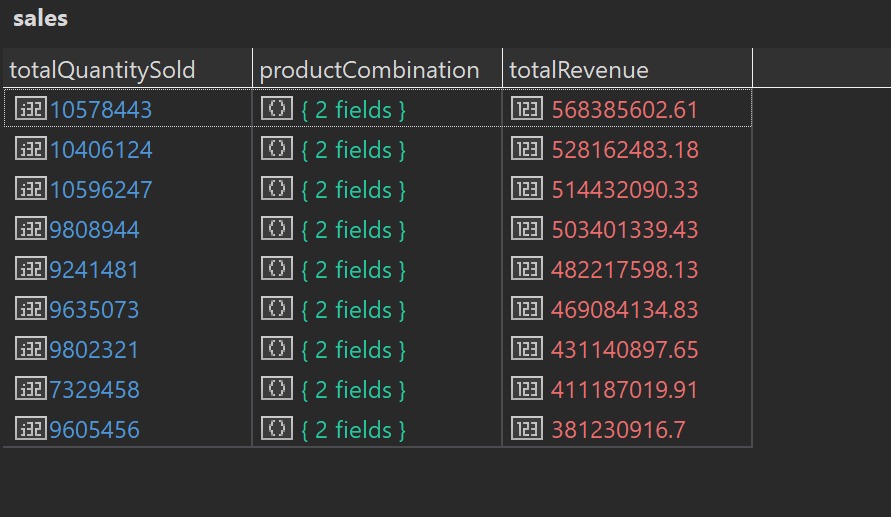 sales
totalQuantitySold productCombination totalRevenue
i32 10578443 {} { 2 fields } 123 568385602.61
i32 10406124 {} { 2 fields } 123 528162483.18
i32 10596247 {} { 2 fields } 123 514432090.33
i32 9808944 {} { 2 fields } 123 503401339.43
i32 9241481 {} { 2 fields } 123 482217598.13
i32 9635073 {} { 2 fields } 123 469084134.83
i32 9802321 {} { 2 fields } 123 431140897.65
i32 7329458 {} { 2 fields } 123 411187019.91
i32 9605456 {} { 2 fields } 123 381230916.7